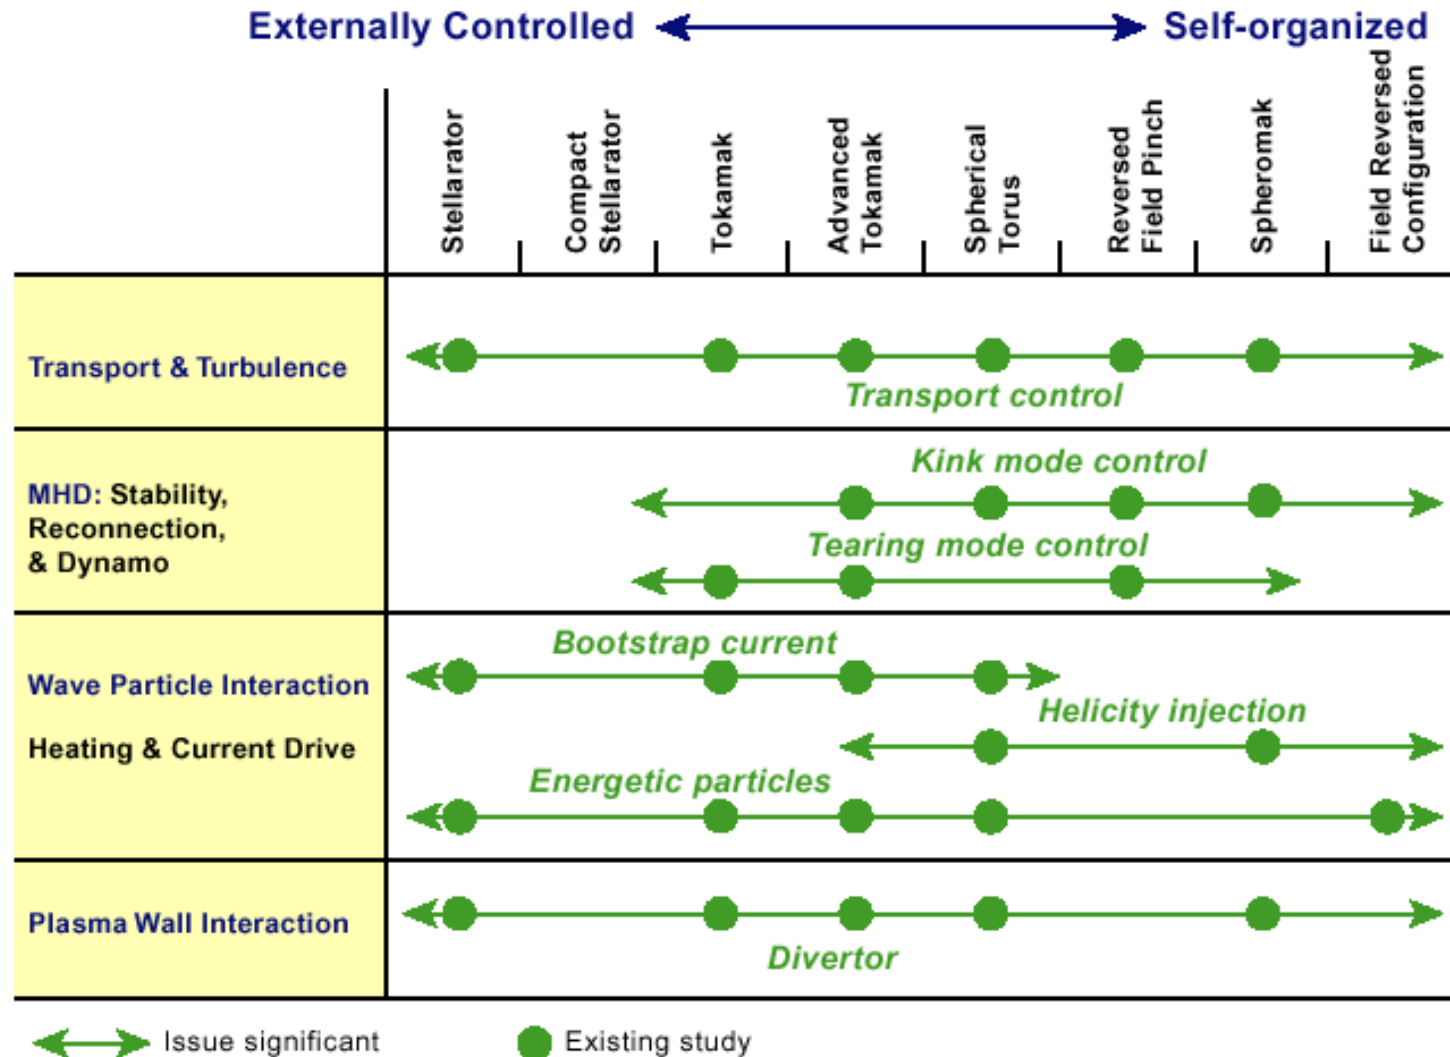 Externally Controlled Self-organized
Stellarator
Compact
Stellarator
Tokamak
Advanced
Tokamak
Spherical
Torus
Reversed
Field Pinch
Spheromak
Field Reversed
Configuration
Transport & Turbulence
Transport control
MHD: Stability,
Reconnection,
& Dynamo
Kink mode control
Tearing mode control
Wave Particle Interaction
Heating & Current Drive
Bootstrap current
Helicity injection
Energetic particles
Plasma Wall Interaction
Divertor
Issue significant
Existing study